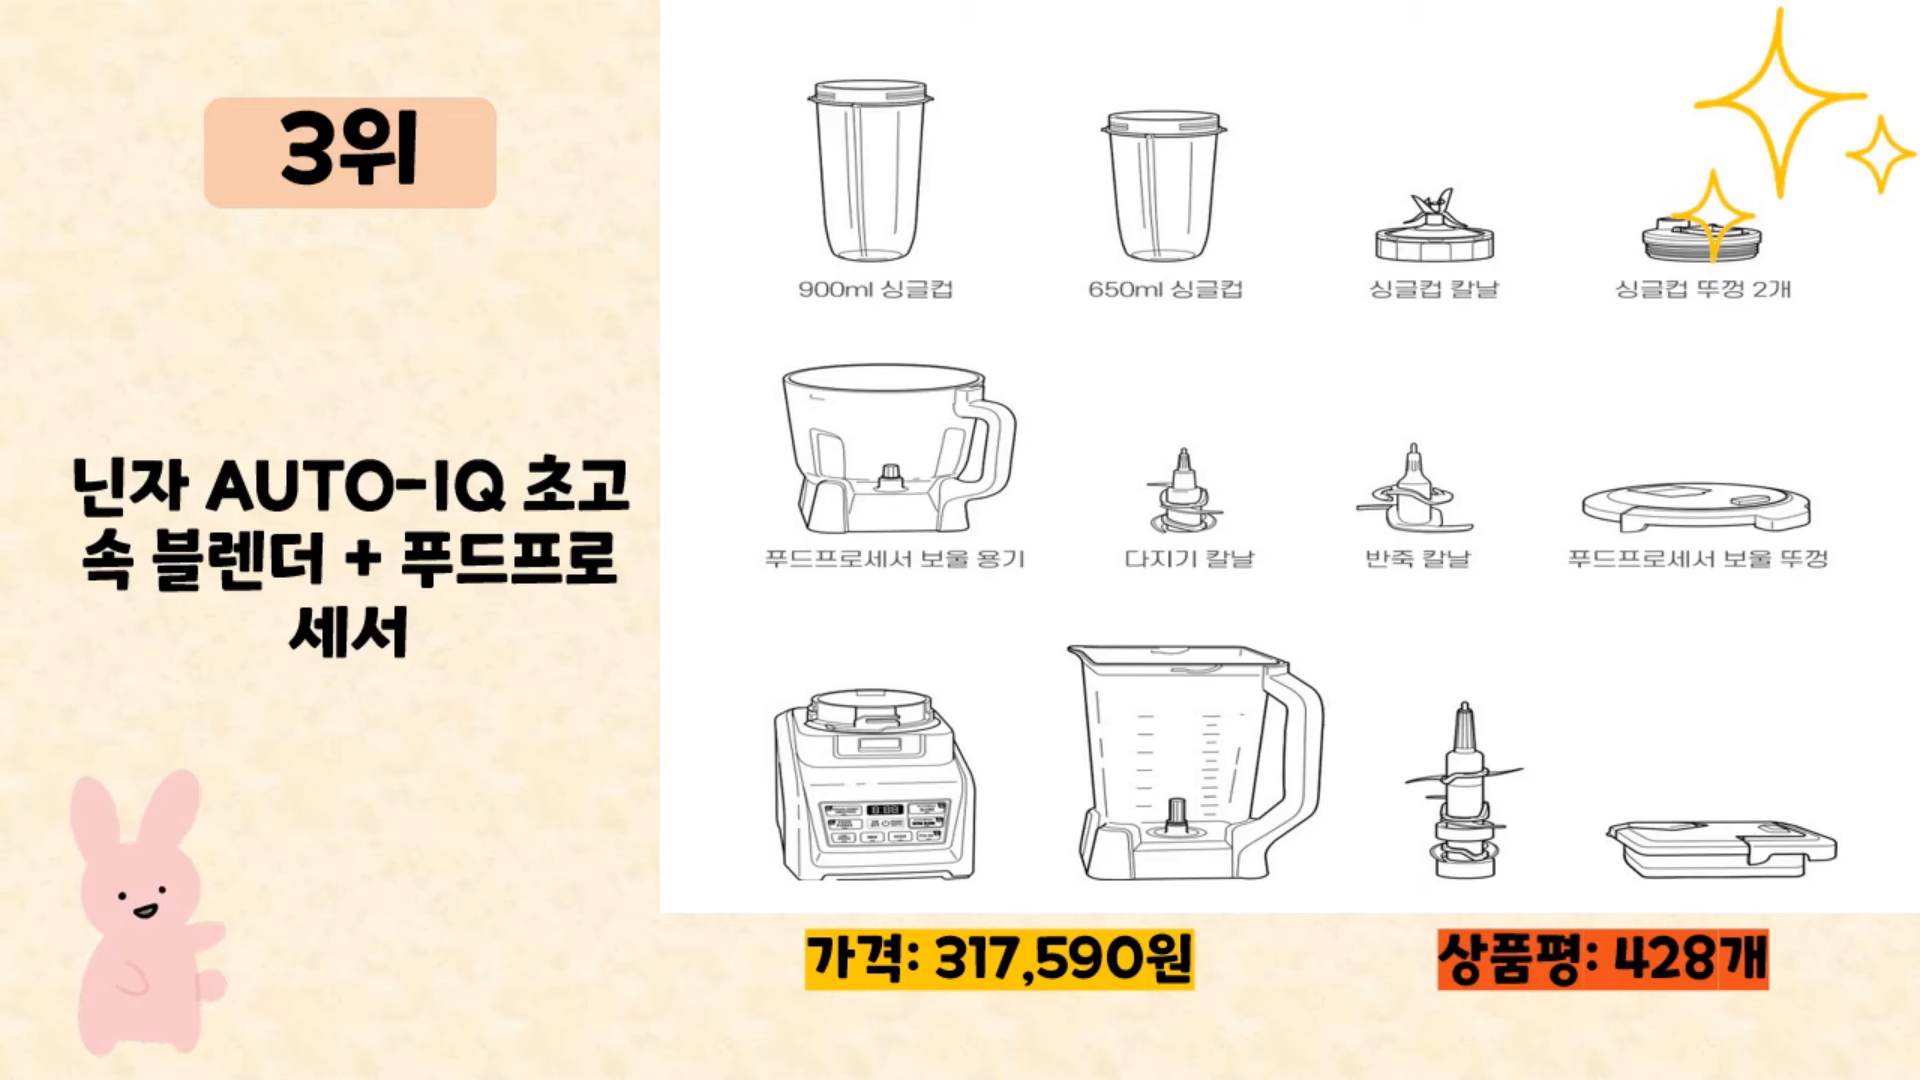 3위
닌자 AUTO-IQ 초고
속 블렌더 + 푸드프로
세서
900ml 싱글컵
650ml 싱글컵
싱글컵 칼날
싱글컵 뚜껑 2개
푸드프로세서 보울 용기
다지기 칼날
반죽 칼날
푸드프로세서 보울 뚜껑
가격: 317,590원
상품평: 428개